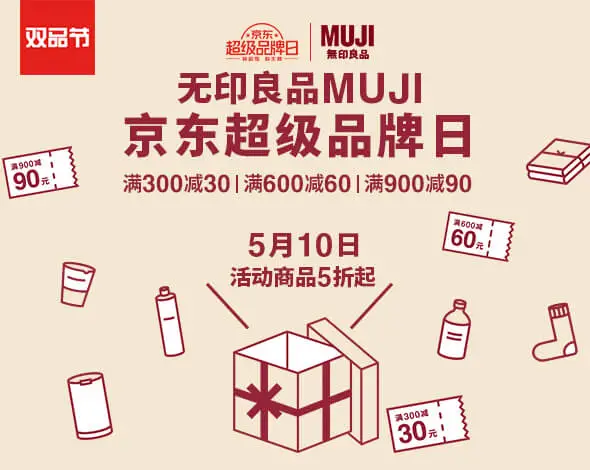 双品节
京东
超级品牌日
MUJI
無印良品
无印良品MUJI
京东超级品牌日
满300减30|满600减60|满900减90
满900减
90元
满600减
60元
5月10日
活动商品5折起
满300减
30元